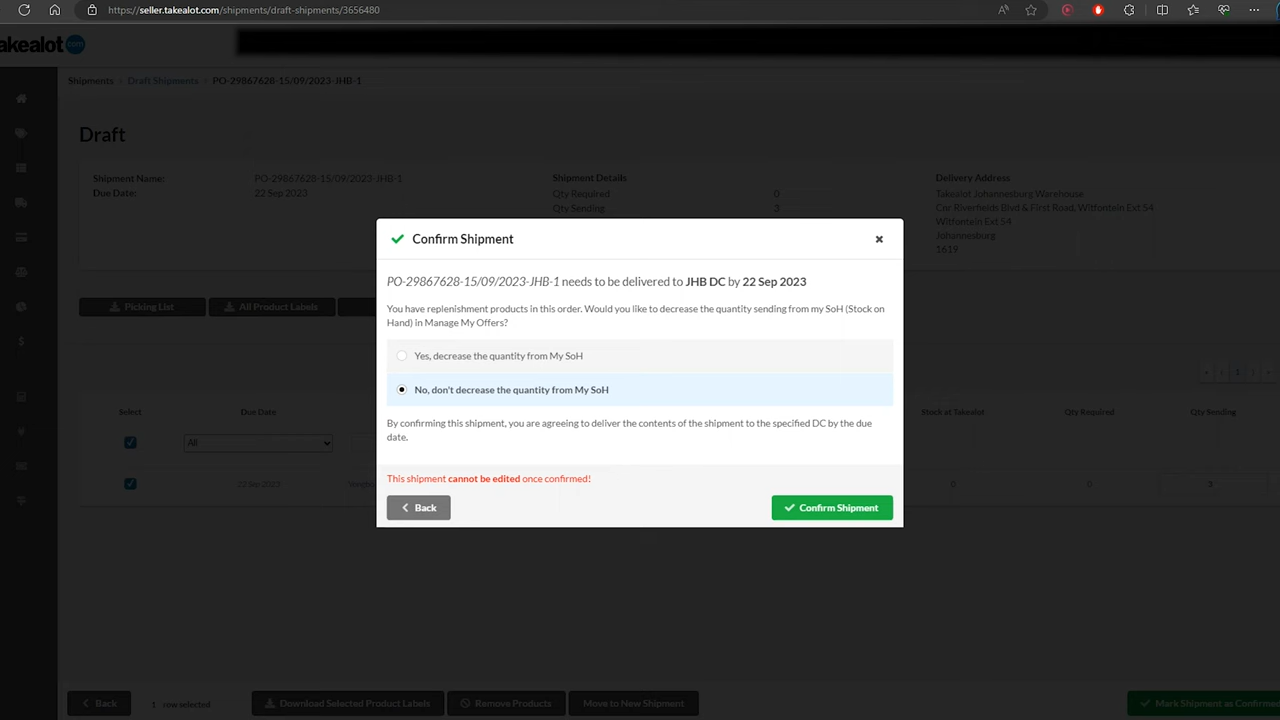 https://seller.takealot.com/shipments/draft-shipments/3656480
takealot com
Shipments > Draft Shipments > PO-29867628-15/09/2023-JHB-1
Draft
Shipment Name: PO-29867628-15/09/2023-JHB-1
Due Date: 22 Sep 2023
Shipment Details
Qty Required 0
Qty Sending 3
Delivery Address
Takealot Johannesburg Warehouse
Cor Riverfields Blvd & First Road, Witfontein Ext 54
Witfontein Ext 54
Johannesburg
1619
Confirm Shipment
PO-29867628-15/09/2023-JHB-1 needs to be delivered to JHB DC by 22 Sep 2023
You have replenishment products in this order. Would you like to decrease the quantity sending from my SoH (Stock on
Hand) in Manage My Offers?
Yes, decrease the quantity from My SoH
No, don't decrease the quantity from My SoH
By confirming this shipment, you are agreeing to deliver the contents of the shipment to the specified DC by the due
date.
This shipment cannot be edited once confirmed!
Back
Confirm Shipment
Picking List
All Product Labels
Select Due Date Stock at Takealot Qty Required Qty Sending
All
23 Sep 2023 0 0 3
Back
1 row selected
Download Selected Product Labels
Remove Products
Move to New Shipment
Mark Shipment as Confirme